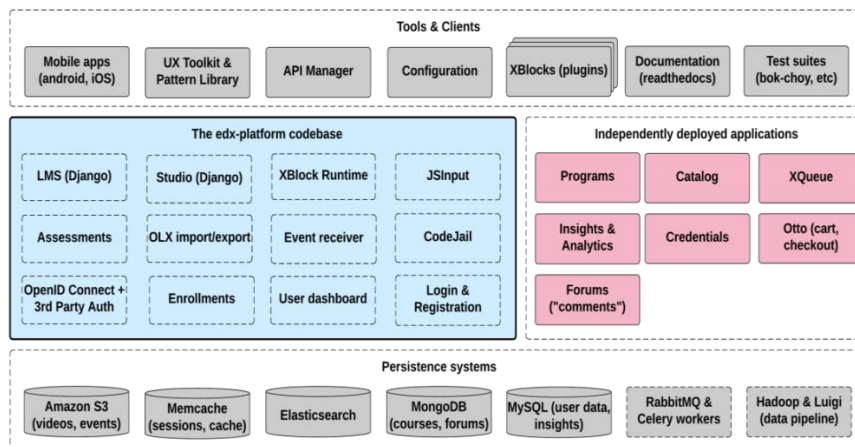 Tools & Clients
Mobile apps
(android, iOS)
UX Toolkit &
Pattern Library
API Manager
Configuration
XBlocks (plugins)
Documentation
(readthedocs)
Test suites
(bok-choy, etc)
The edx-platform codebase
LMS (Django)
Studio (Django)
XBlock Runtime
JSInput
Assessments
OLX import/export
Event receiver
CodeJail
OpenID Connect +
3rd Party Auth
Enrollments
User dashboard
Login &
Registration
Independently deployed applications
Programs
Catalog
XQueue
Insights &
Analytics
Credentials
Otto (cart,
checkout)
Forums
("comments")
Persistence systems
Amazon S3
(videos, events)
Memcache
(sessions, cache)
Elasticsearch
MongoDB
(courses, forums)
MySQL (user data,
insights)
RabbitMQ &
Celery workers
Hadoop & Luigi
(data pipeline)